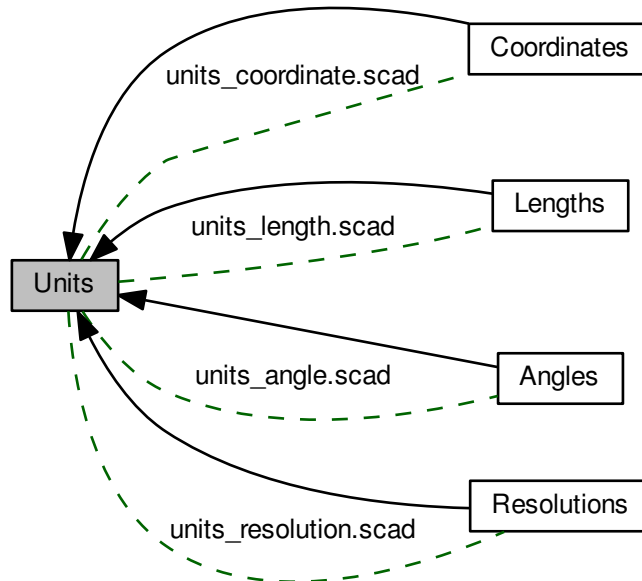 Coordinates
units_coordinate.scad
Lengths
units_length.scad
Units
Angles
units_angle.scad
Resolutions
units_resolution.scad